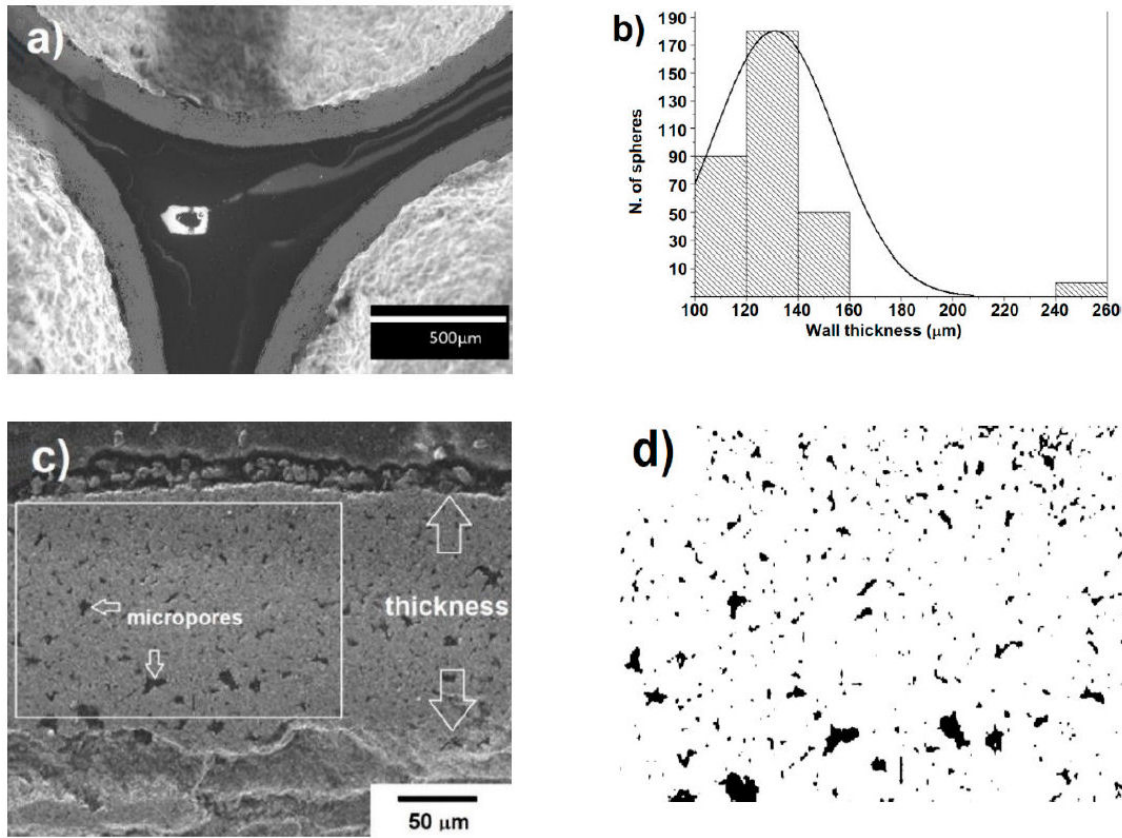 a)
500μm
b)
190
170
150
130
110
90
70
50
30
10
N. of spheres
100 120 140 160 180 200 220 240 260
Wall thickness (μm)
c)
thickness
micropores
50 μm
d)